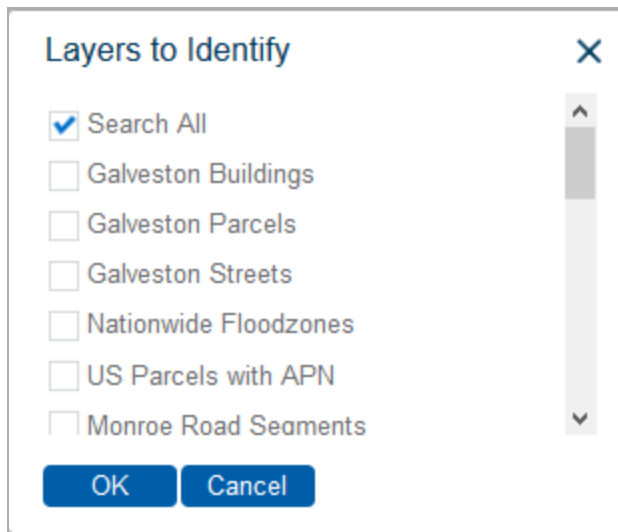 Layers to Identify
Search All
Galveston Buildings
Galveston Parcels
Galveston Streets
Nationwide Floodzones
US Parcels with APN
Monroe Road Segments
OK Cancel